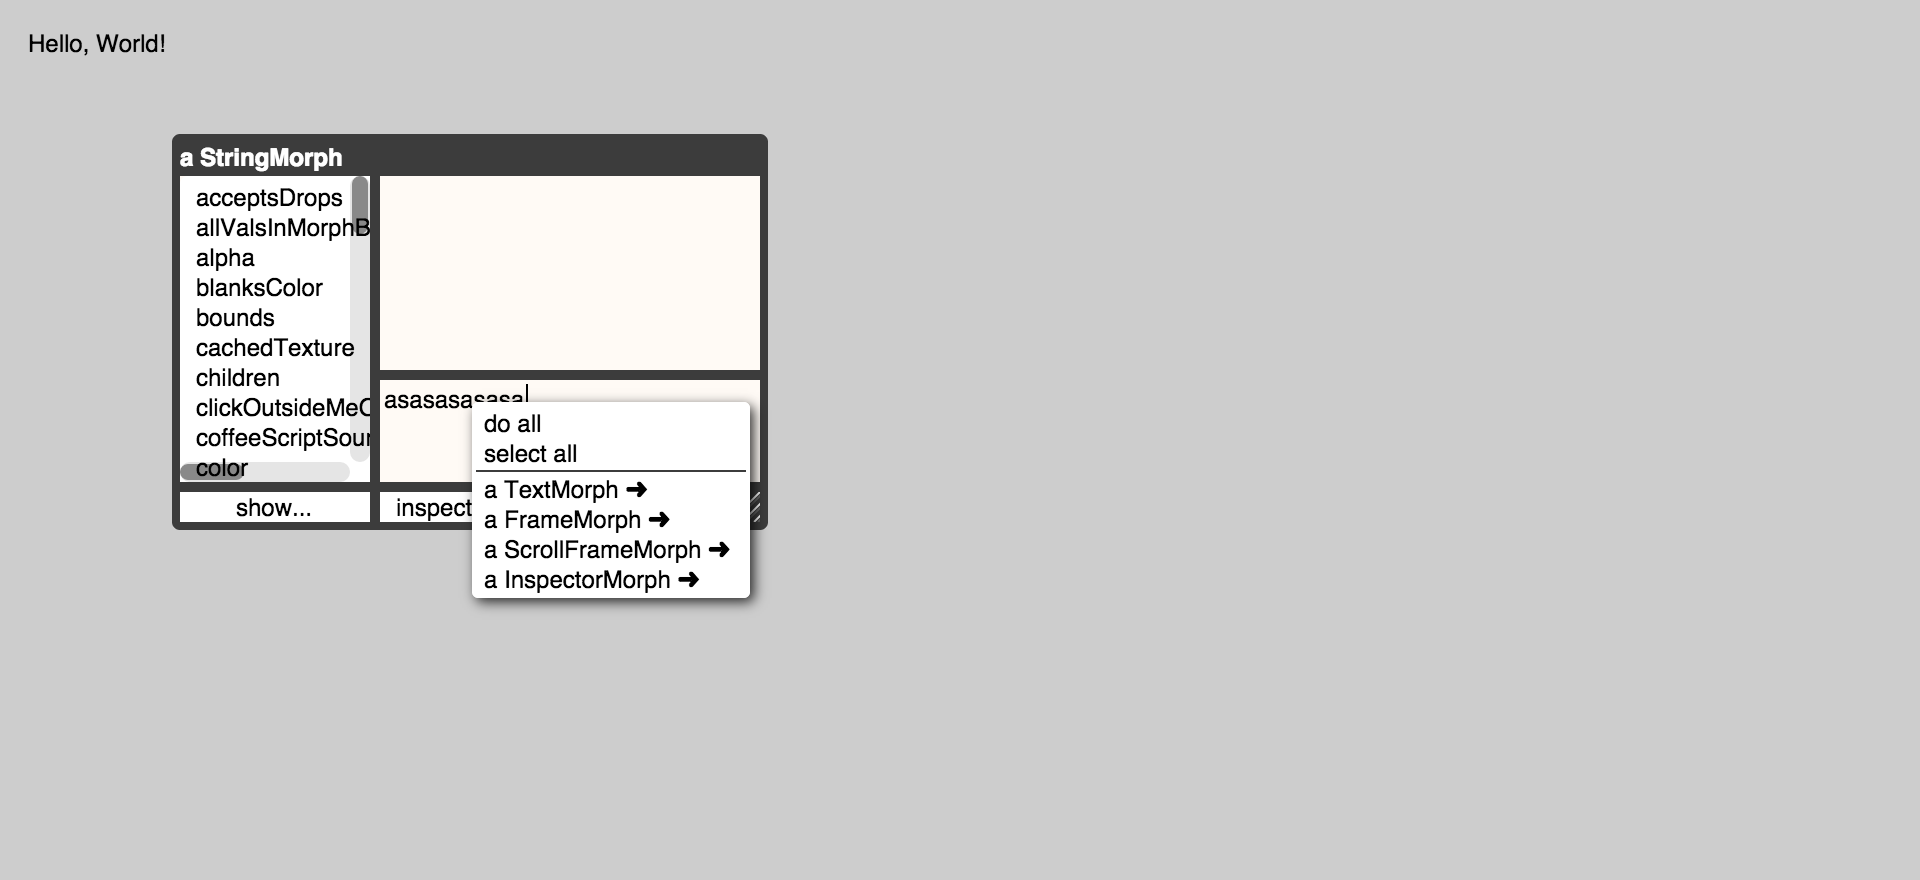 Hello, World!
a StringMorph
acceptsDrops
allValsInMorphB
alpha
blanksColor
bounds
cachedTexture
children
clickOutsideMeC
coffeeScriptSour
color
show...
asasasasasa
inspect
do all
select all
a TextMorph ➜
a FrameMorph ➜
a ScrollFrameMorph ➜
a InspectorMorph ➜